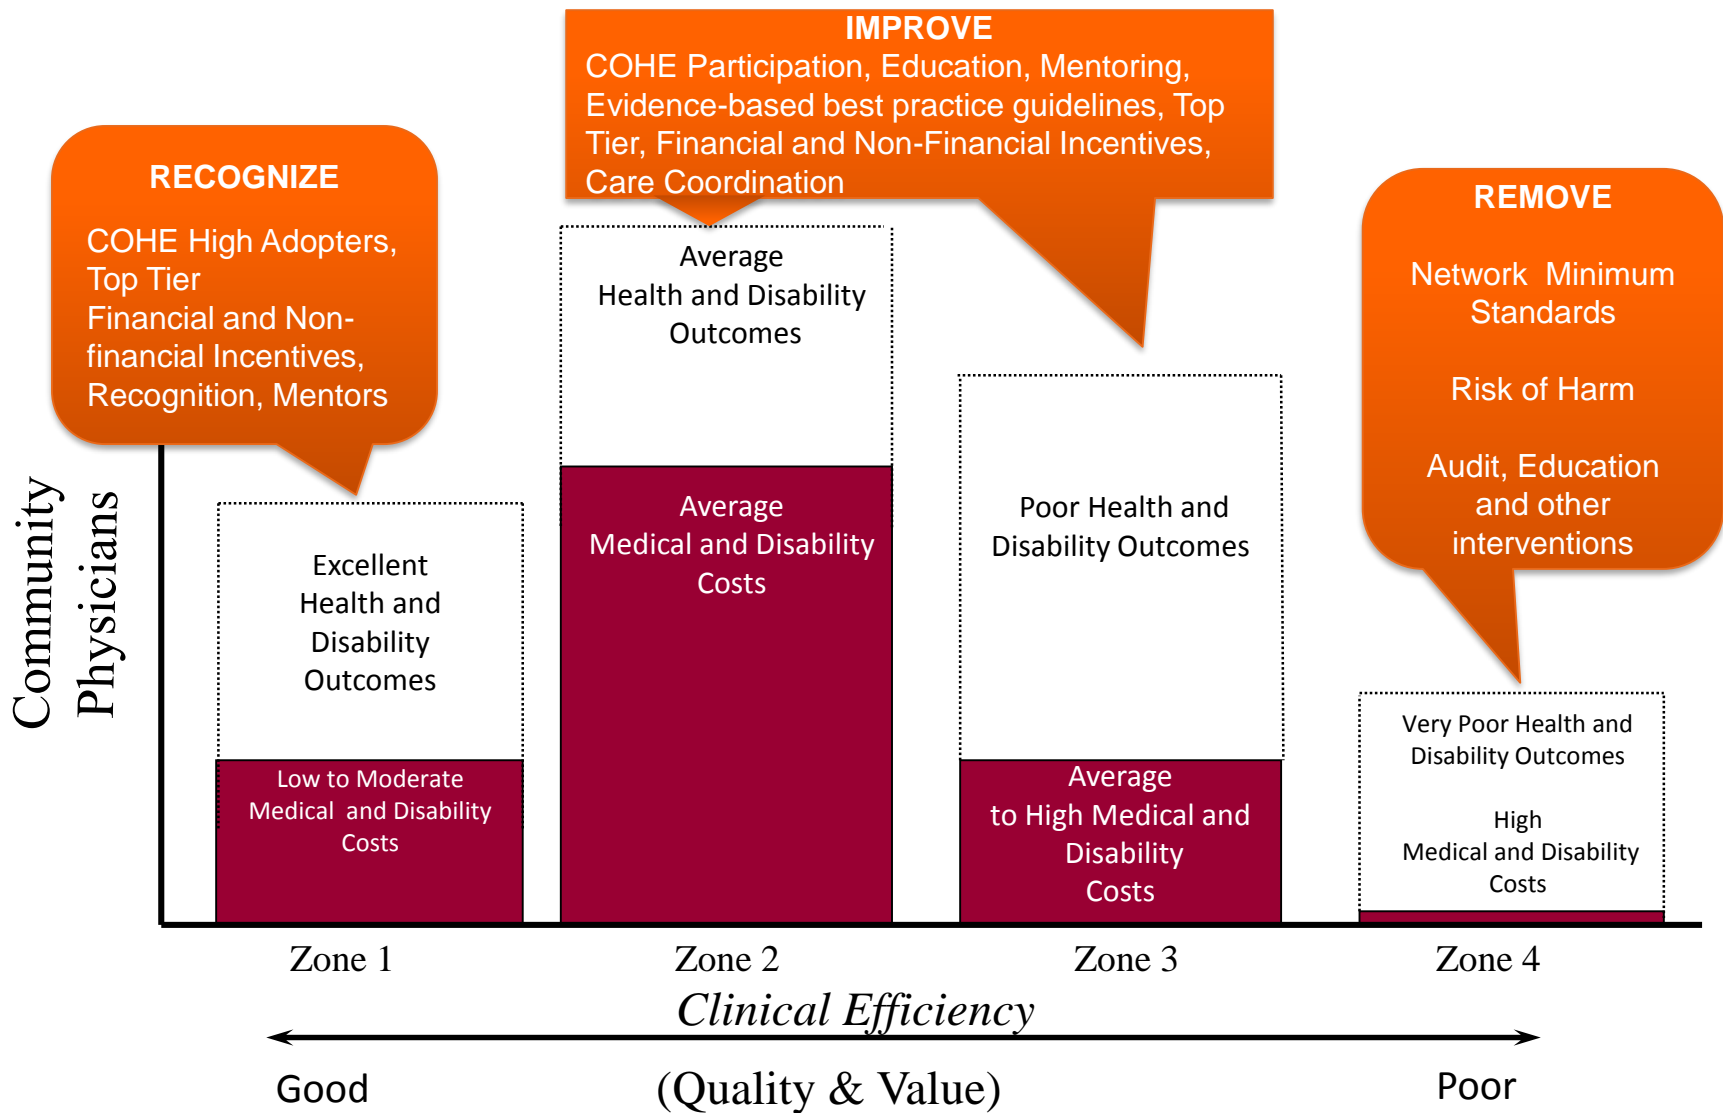 IMPROVE
COHE Participation, Education, Mentoring,
Evidence-based best practice guidelines, Top
Tier, Financial and Non-Financial Incentives,
Care Coordination
RECOGNIZE
COHE High Adopters,
Top Tier
Financial and Non-
financial Incentives,
Recognition, Mentors
REMOVE
Network Minimum
Standards
Risk of Harm
Audit, Education
and other
interventions
Community
Physicians
Excellent
Health and
Disability
Outcomes
Low to Moderate
Medical and Disability
Costs
Average
Health and Disability
Outcomes
Average
Medical and Disability
Costs
Poor Health and
Disability Outcomes
Average
to High Medical and
Disability
Costs
Very Poor Health and
Disability Outcomes
High
Medical and Disability
Costs
Zone 1
Zone 2
Zone 3
Zone 4
Clinical Efficiency
Good
(Quality & Value)
Poor